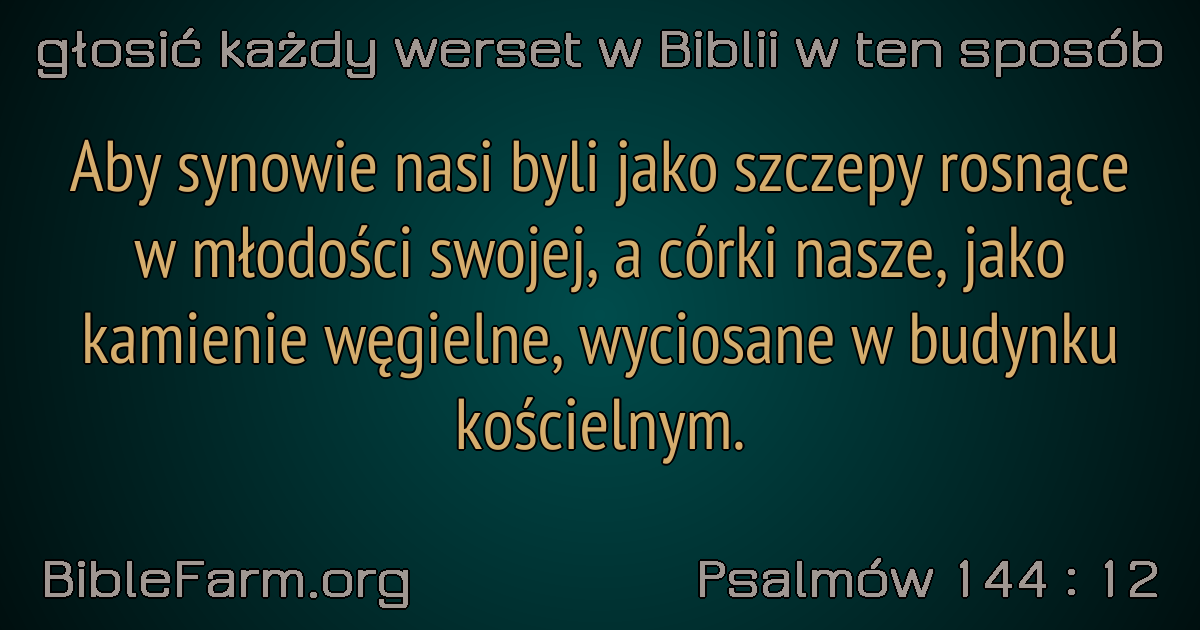 głosić każdy werset w Biblii w ten sposób
Aby synowie nasi byli jako szczepy rosnące
w młodości swojej, a córki nasze, jako
kamienie węgielne, wyciosane w budynku
kościelnym.
BibleFarm.org
Psalmów 144 : 12